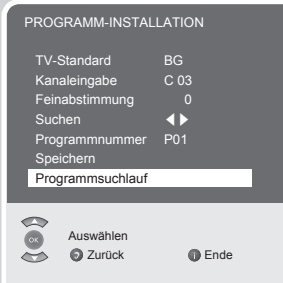 PROGRAMM-INSTALLATION
TV-Standard BG
Kanaleingabe C 03
Feinabstimmung 0
Suchen
Programmnummer P01
Speichern
Programmsuchlauf
OK Auswählen
Zurück
i Ende